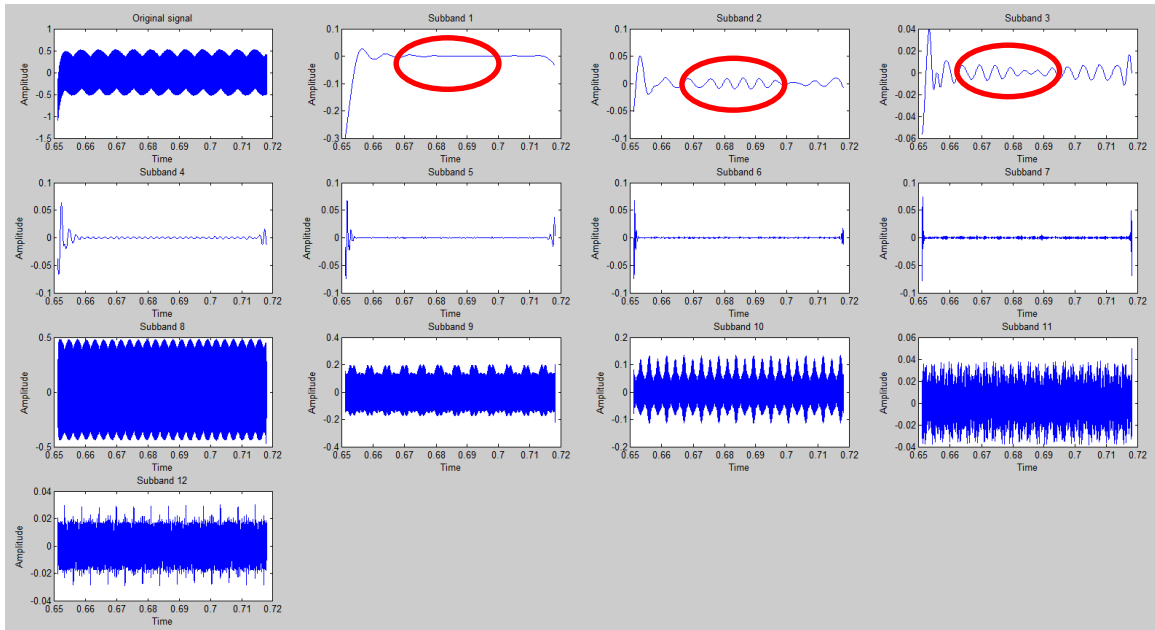 Original signal
Amplitude
1
0.5
0
-0.5
-1
-1.5
0.65 0.66 0.67 0.68 0.69 0.7 0.71 0.72
Time
Subband 1
Amplitude
0.1
0
-0.1
-0.2
-0.3
0.65 0.66 0.67 0.68 0.69 0.7 0.71 0.72
Time
Subband 2
Amplitude
0.1
0.05
0
-0.05
-0.1
0.65 0.66 0.67 0.68 0.69 0.7 0.71 0.72
Time
Subband 3
Amplitude
0.04
0.02
0
-0.02
-0.04
-0.06
0.65 0.66 0.67 0.68 0.69 0.7 0.71 0.72
Time
Subband 4
Amplitude
0.1
0.05
0
-0.05
-0.1
0.65 0.66 0.67 0.68 0.69 0.7 0.71 0.72
Time
Subband 5
Amplitude
0.1
0.05
0
-0.05
-0.1
0.65 0.66 0.67 0.68 0.69 0.7 0.71 0.72
Time
Subband 6
Amplitude
0.1
0.05
0
-0.05
-0.1
0.65 0.66 0.67 0.68 0.69 0.7 0.71 0.72
Time
Subband 7
Amplitude
0.1
0.05
0
-0.05
-0.1
0.65 0.66 0.67 0.68 0.69 0.7 0.71 0.72
Time
Subband 8
Amplitude
0.5
0
-0.5
0.65 0.66 0.67 0.68 0.69 0.7 0.71 0.72
Time
Subband 9
Amplitude
0.4
0.2
0
-0.2
-0.4
0.65 0.66 0.67 0.68 0.69 0.7 0.71 0.72
Time
Subband 10
Amplitude
0.2
0.1
0
-0.1
-0.2
0.65 0.66 0.67 0.68 0.69 0.7 0.71 0.72
Time
Subband 11
Amplitude
0.06
0.04
0.02
0
-0.02
-0.04
0.65 0.66 0.67 0.68 0.69 0.7 0.71 0.72
Time
Subband 12
Amplitude
0.04
0.02
0
-0.02
-0.04
0.65 0.66 0.67 0.68 0.69 0.7 0.71 0.72
Time